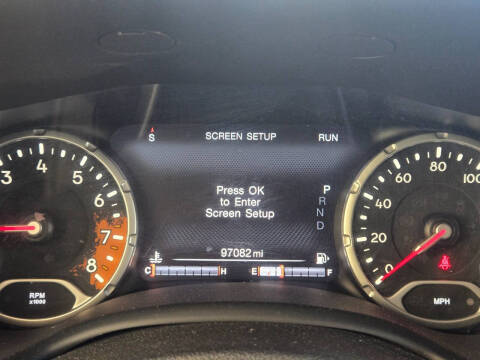 S SCREEN SETUP RUN
Press OK
to Enter
Screen Setup
P
R
N
D
97082 mi
C H E F
3 4 5 6 7 8
RPM
x1000
0 20 40 60 80 100
MPH